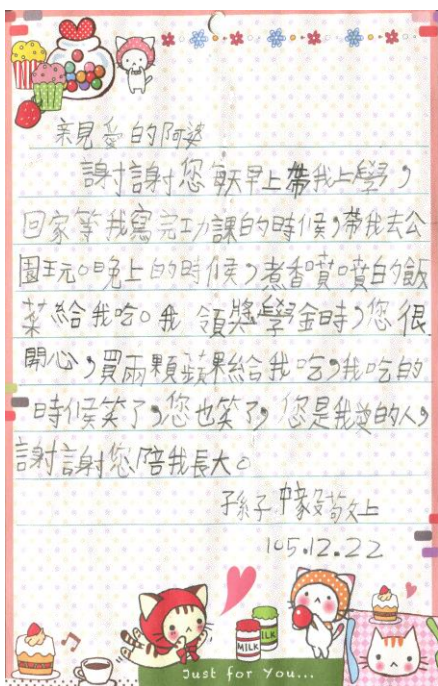 親愛的阿婆
謝謝您每天早上帶我上學，
回家等我寫完功課的時候，帶我去公
園玩。晚上的時候，煮香噴噴的飯
菜給我吃。我領獎學金時，您很
開心，買兩顆蘋果給我吃，我吃的
時候笑了，您也笑了，您是我愛的人，
謝謝您陪我長大。
孫子 敬上
105.12.22
MILK
MILK
Just for You...